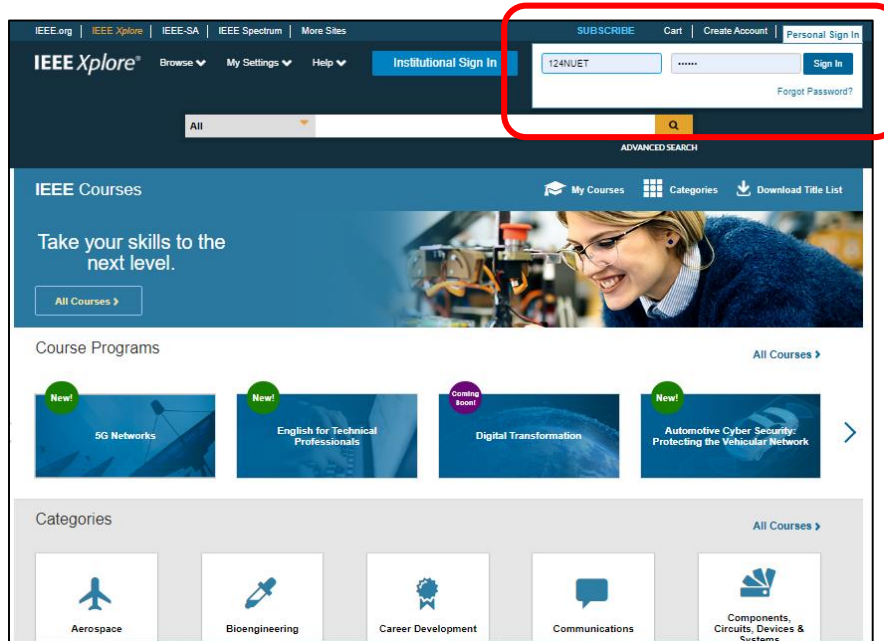 IEEE.org | IEEE Xplore | IEEE-SA | IEEE Spectrum | More Sites
SUBSCRIBE Cart | Create Account | Personal Sign In
IEEE Xplore® Browse My Settings Help Institutional Sign In
124NUET •••••• Sign In
Forgot Password?
All
ADVANCED SEARCH
IEEE Courses My Courses Categories Download Title List
Take your skills to the
next level.
All Courses >
Course Programs All Courses >
New!
5G Networks
New!
English for Technical
Professionals
Coming
Soon!
Digital Transformation
New!
Automotive Cyber Security:
Protecting the Vehicular Network
Categories All Courses >
Aerospace
Bioengineering
Career Development
Communications
Components,
Circuits, Devices &
Systems